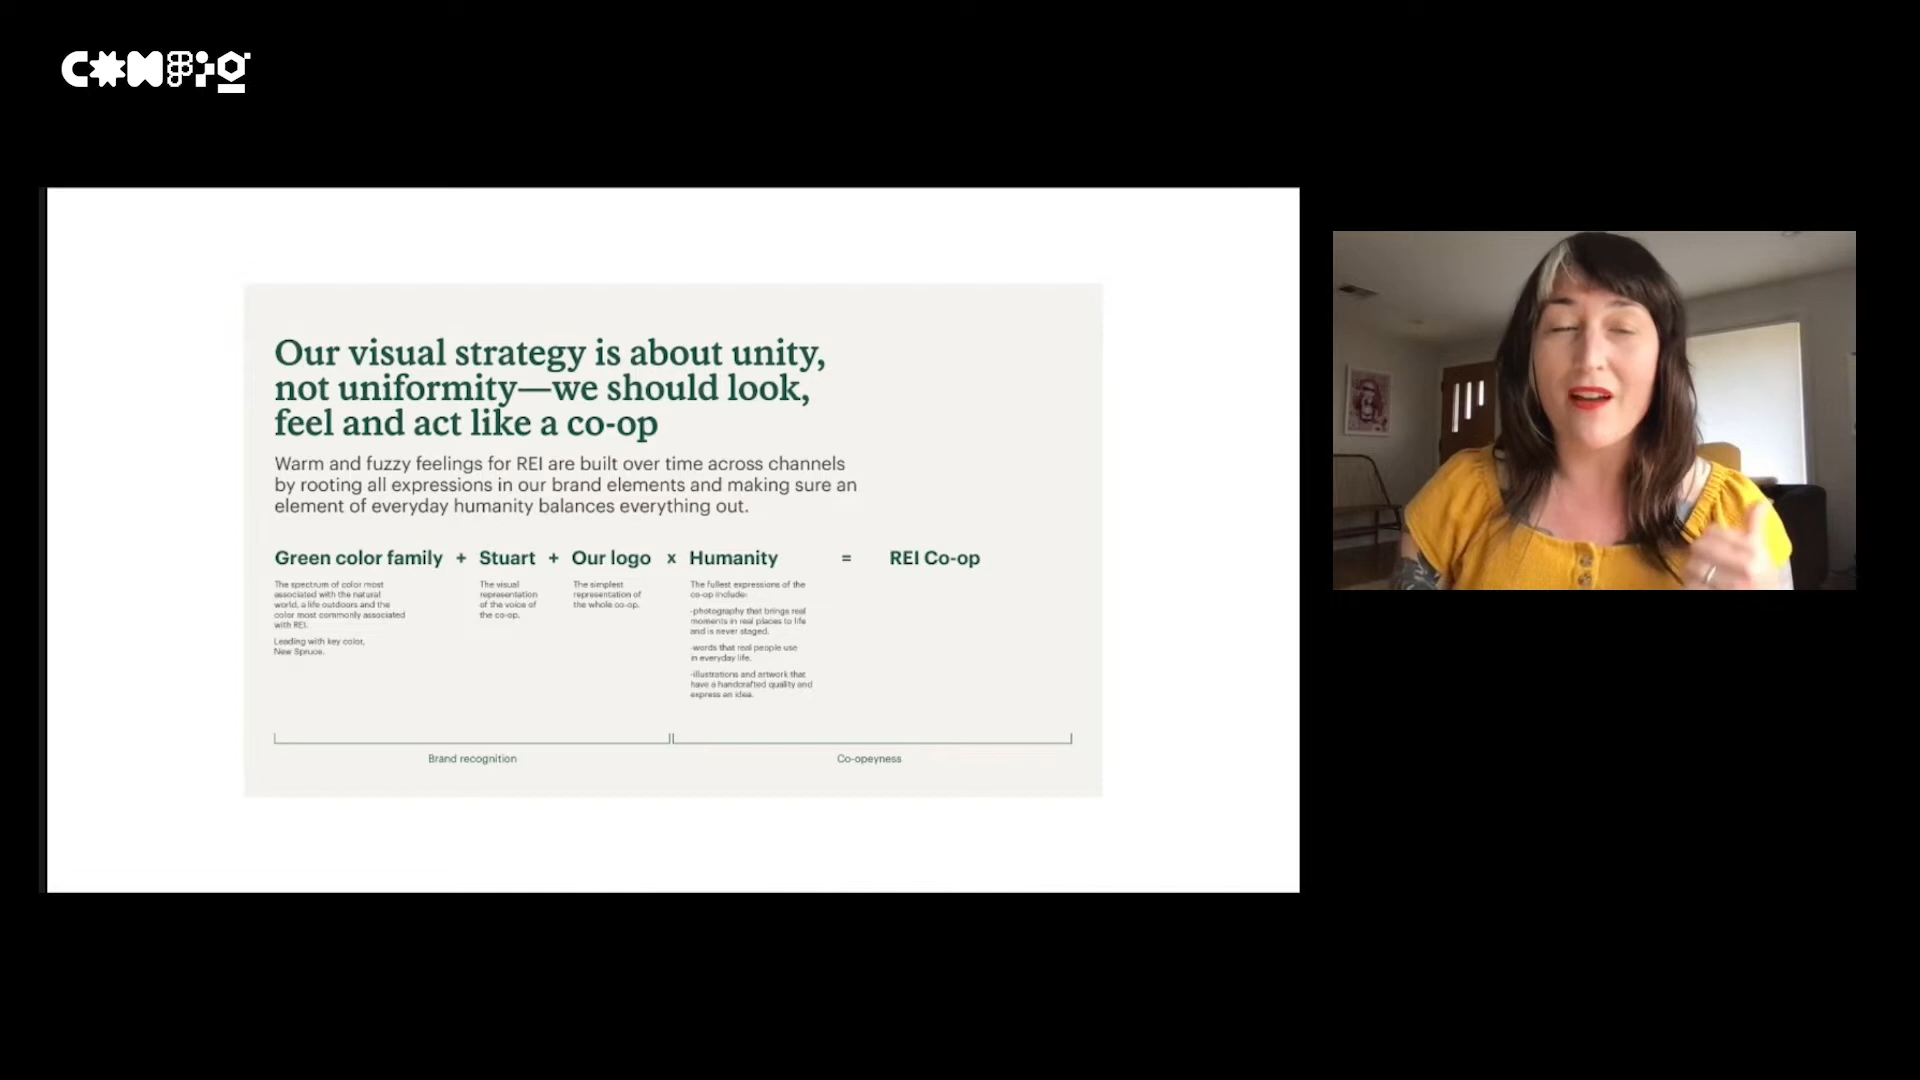 CONFIG
Our visual strategy is about unity,
not uniformity—we should look,
feel and act like a co-op
Warm and fuzzy feelings for REI are built over time across channels
by rooting all expressions in our brand elements and making sure an
element of everyday humanity balances everything out.
Green color family + Stuart + Our logo x Humanity = REI Co-op
The spectrum of color most
associated with the natural
world, a life outdoors and the
color most commonly associated
with REI.
Leading with key color,
New Spruce.
The visual
representation
of the voice of
the co-op.
The simplest
representation of
the whole co-op.
The fullest expressions of the
co-op include:
-photography that brings real
moments in real places to life
and is never staged.
-words that real people use
in everyday life.
-illustrations and artwork that
have a handcrafted quality and
express an idea.
Brand recognition
Co-opeyness